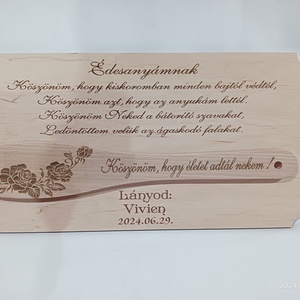 Édesanyámnak
Köszönöm, hogy kiskoromban minden bajtól védtél,
Köszönöm azt, hogy az anyukám lettél.
Köszönöm Neked a bátorító szavakat,
Ledöntöttem velük az ágaskodó falakat.
Köszönöm, hogy életet adtál nekem !
Lányod:
Vivien
2024.06.29.